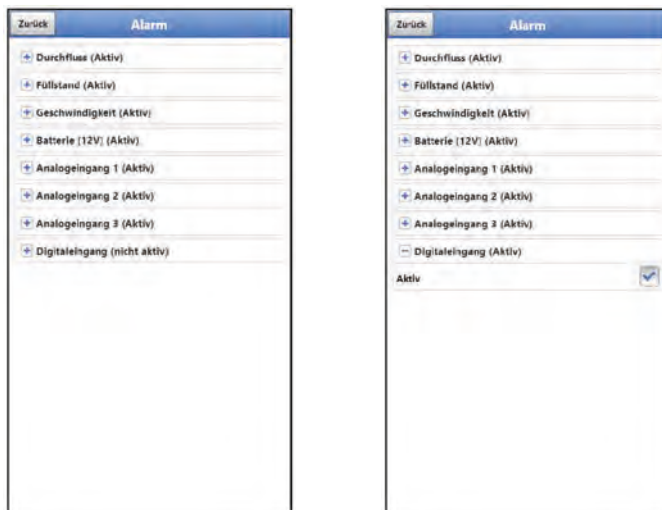 Zurück Alarm
Durchfluss (Aktiv)
Füllstand (Aktiv)
Geschwindigkeit (Aktiv)
Batterie (12V) (Aktiv)
Analogeingang 1 (Aktiv)
Analogeingang 2 (Aktiv)
Analogeingang 3 (Aktiv)
Digitaleingang (nicht aktiv)
Zurück Alarm
Durchfluss (Aktiv)
Füllstand (Aktiv)
Geschwindigkeit (Aktiv)
Batterie (12V) (Aktiv)
Analogeingang 1 (Aktiv)
Analogeingang 2 (Aktiv)
Analogeingang 3 (Aktiv)
Digitaleingang (Aktiv)
Aktiv